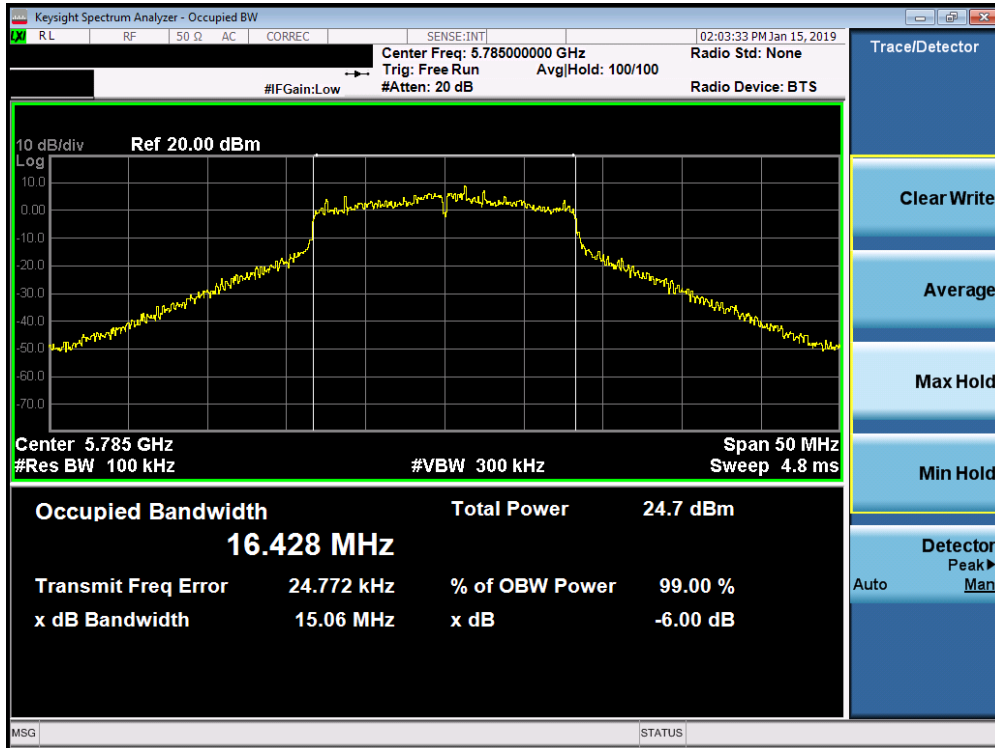 Keysight Spectrum Analyzer - Occupied BW
LXI RL RF 50 Ω AC CORREC SENSE:INT 02:03:33 PM Jan 15, 2019
Center Freq: 5.785000000 GHz Radio Std: None
Trig: Free Run Avg|Hold: 100/100
#IFGain:Low #Atten: 20 dB Radio Device: BTS
10 dB/div Ref 20.00 dBm
Log
10.0
0.00
-10.0
-20.0
-30.0
-40.0
-50.0
-60.0
-70.0
Center 5.785 GHz Span 50 MHz
#Res BW 100 kHz #VBW 300 kHz Sweep 4.8 ms
Occupied Bandwidth Total Power 24.7 dBm
16.428 MHz
Transmit Freq Error 24.772 kHz % of OBW Power 99.00 %
x dB Bandwidth 15.06 MHz x dB -6.00 dB
MSG STATUS
Trace/Detector
Clear Write
Average
Max Hold
Min Hold
Detector
Peak▶
Auto Man